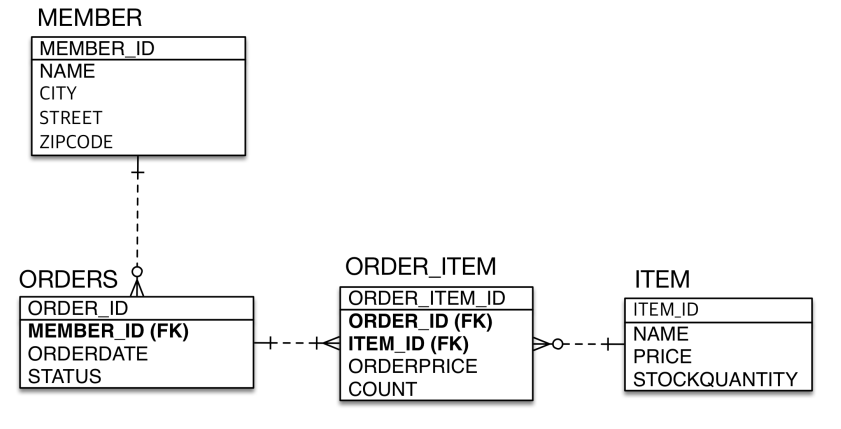 MEMBER
MEMBER_ID
NAME
CITY
STREET
ZIPCODE
ORDERS
ORDER_ID
MEMBER_ID (FK)
ORDERDATE
STATUS
ORDER_ITEM
ORDER_ITEM_ID
ORDER_ID (FK)
ITEM_ID (FK)
ORDERPRICE
COUNT
ITEM
ITEM_ID
NAME
PRICE
STOCKQUANTITY